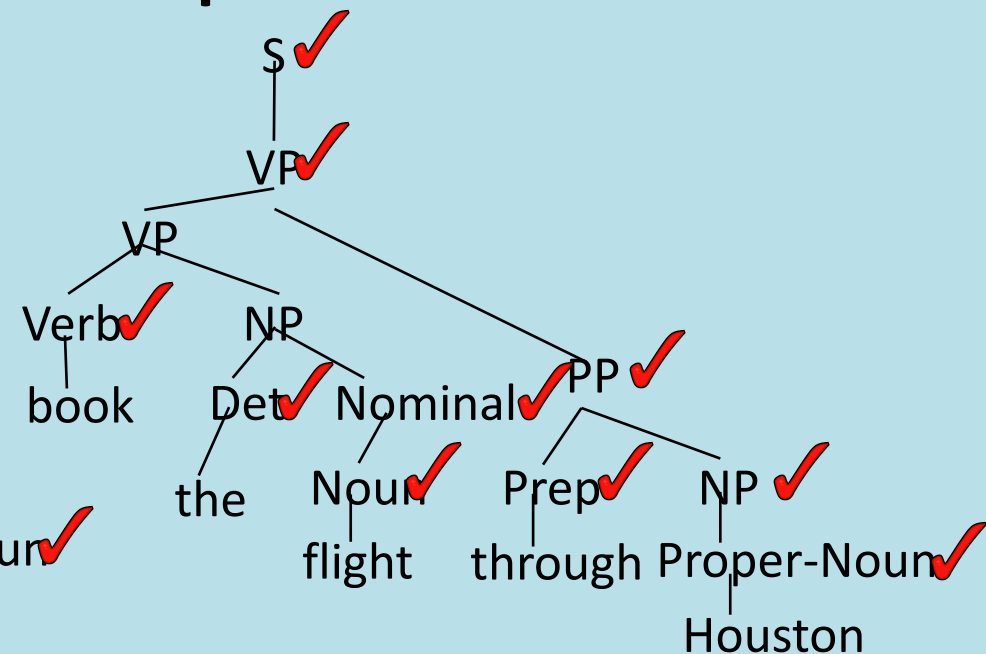 S
VP
VP
Verb NP
PP
book Det Nominal
the Noun Prep NP
flight through Proper-Noun
Houston